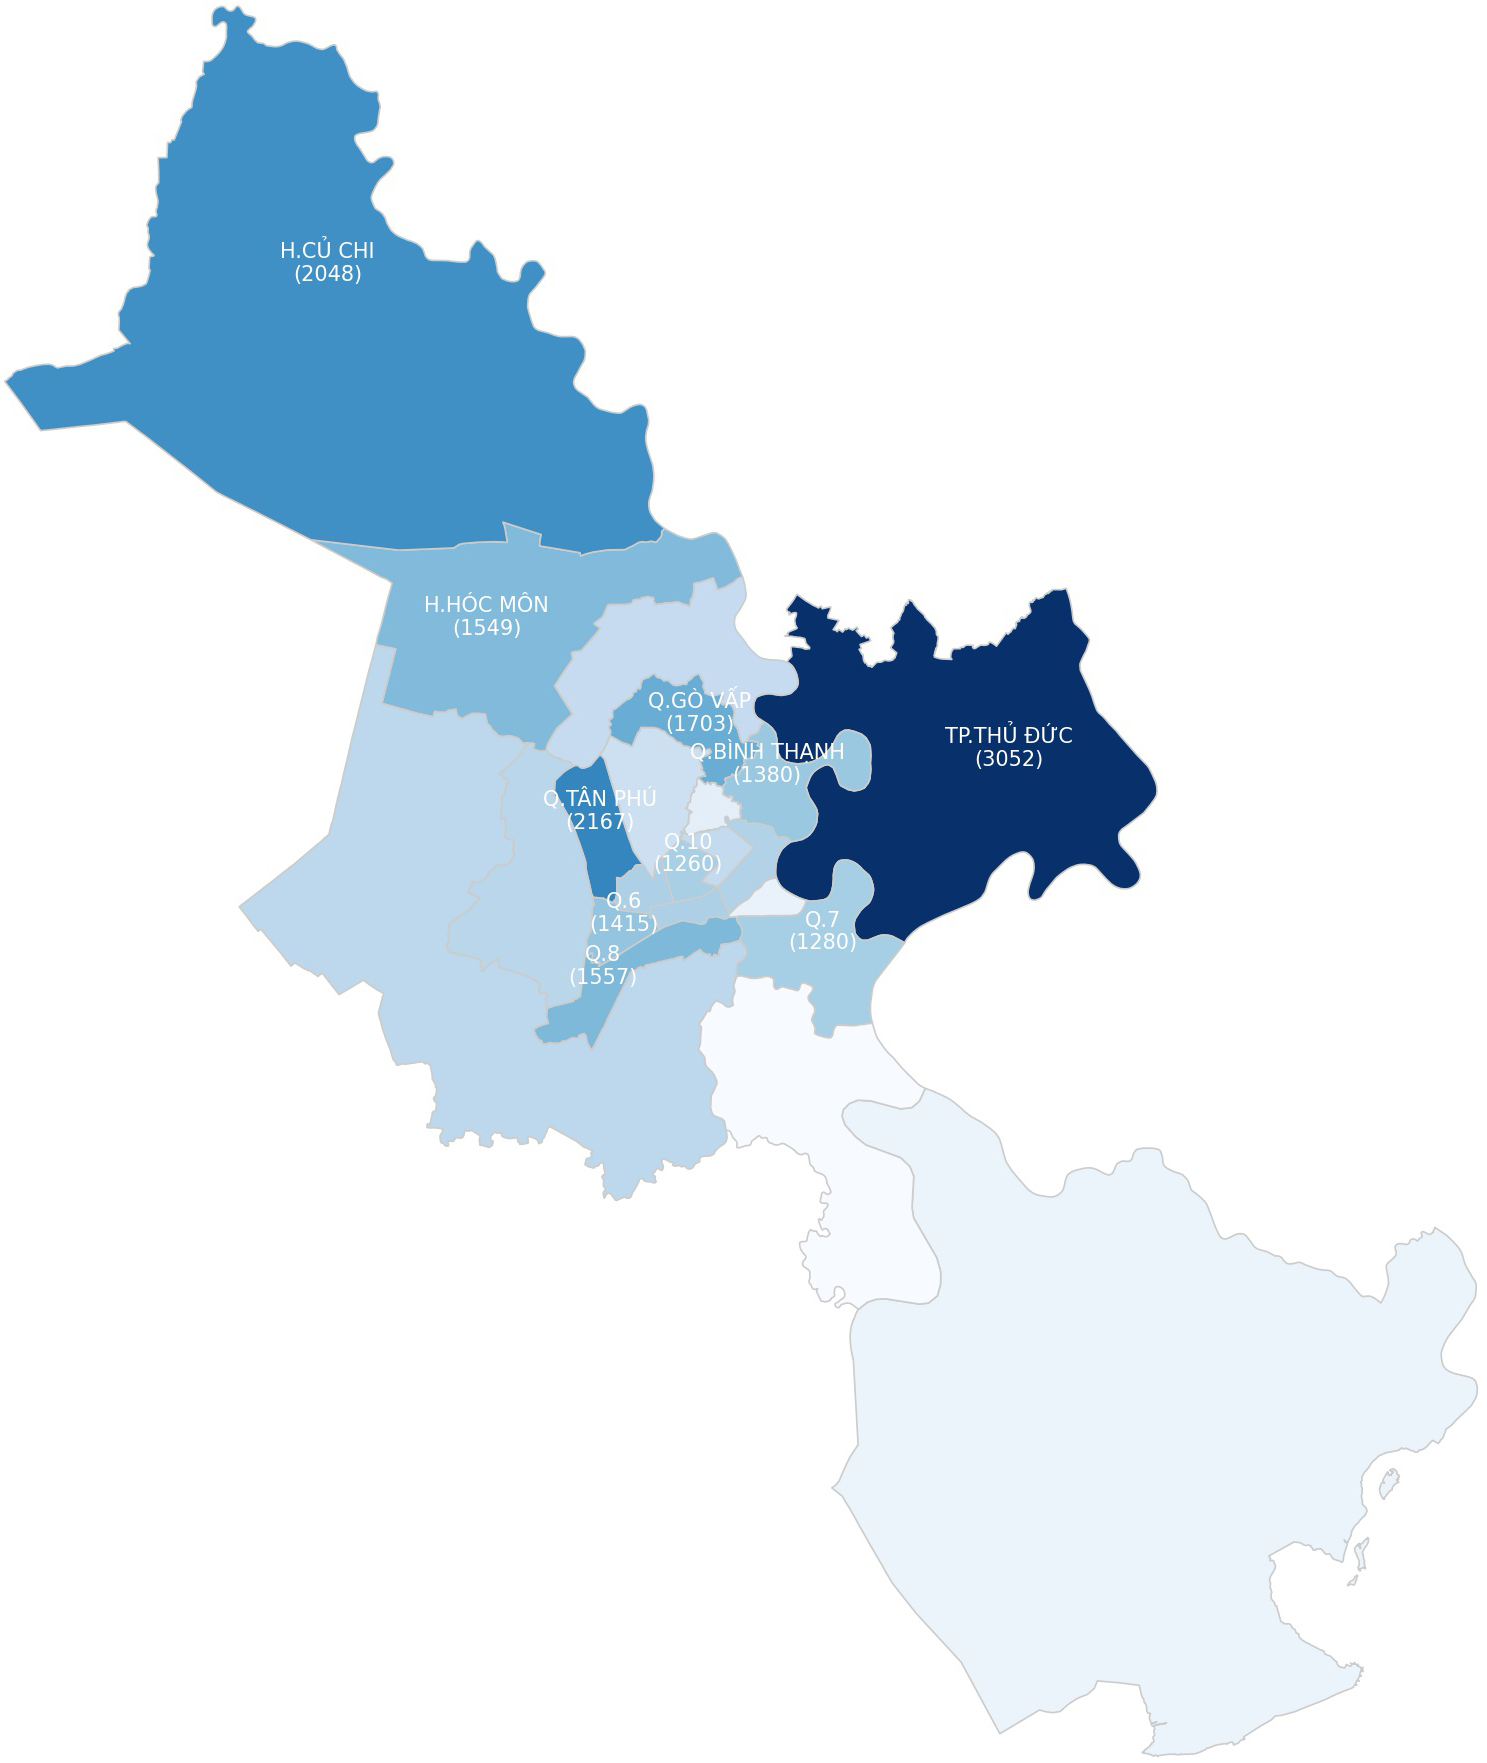 H.CỦ CHI
(2048)
H.HÓC MÔN
(1549)
Q.GÒ VẤP
(1703)
TP.THỦ ĐỨC
(3052)
Q.BÌNH THẠNH
(1380)
Q.TÂN PHÚ
(2167)
Q.10
(1260)
Q.6
(1415)
Q.7
(1280)
Q.8
(1557)